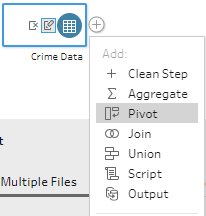 Crime Data
Add:
Clean Step
Aggregate
Pivot
Join
Union
Script
Output
t
Multiple Files